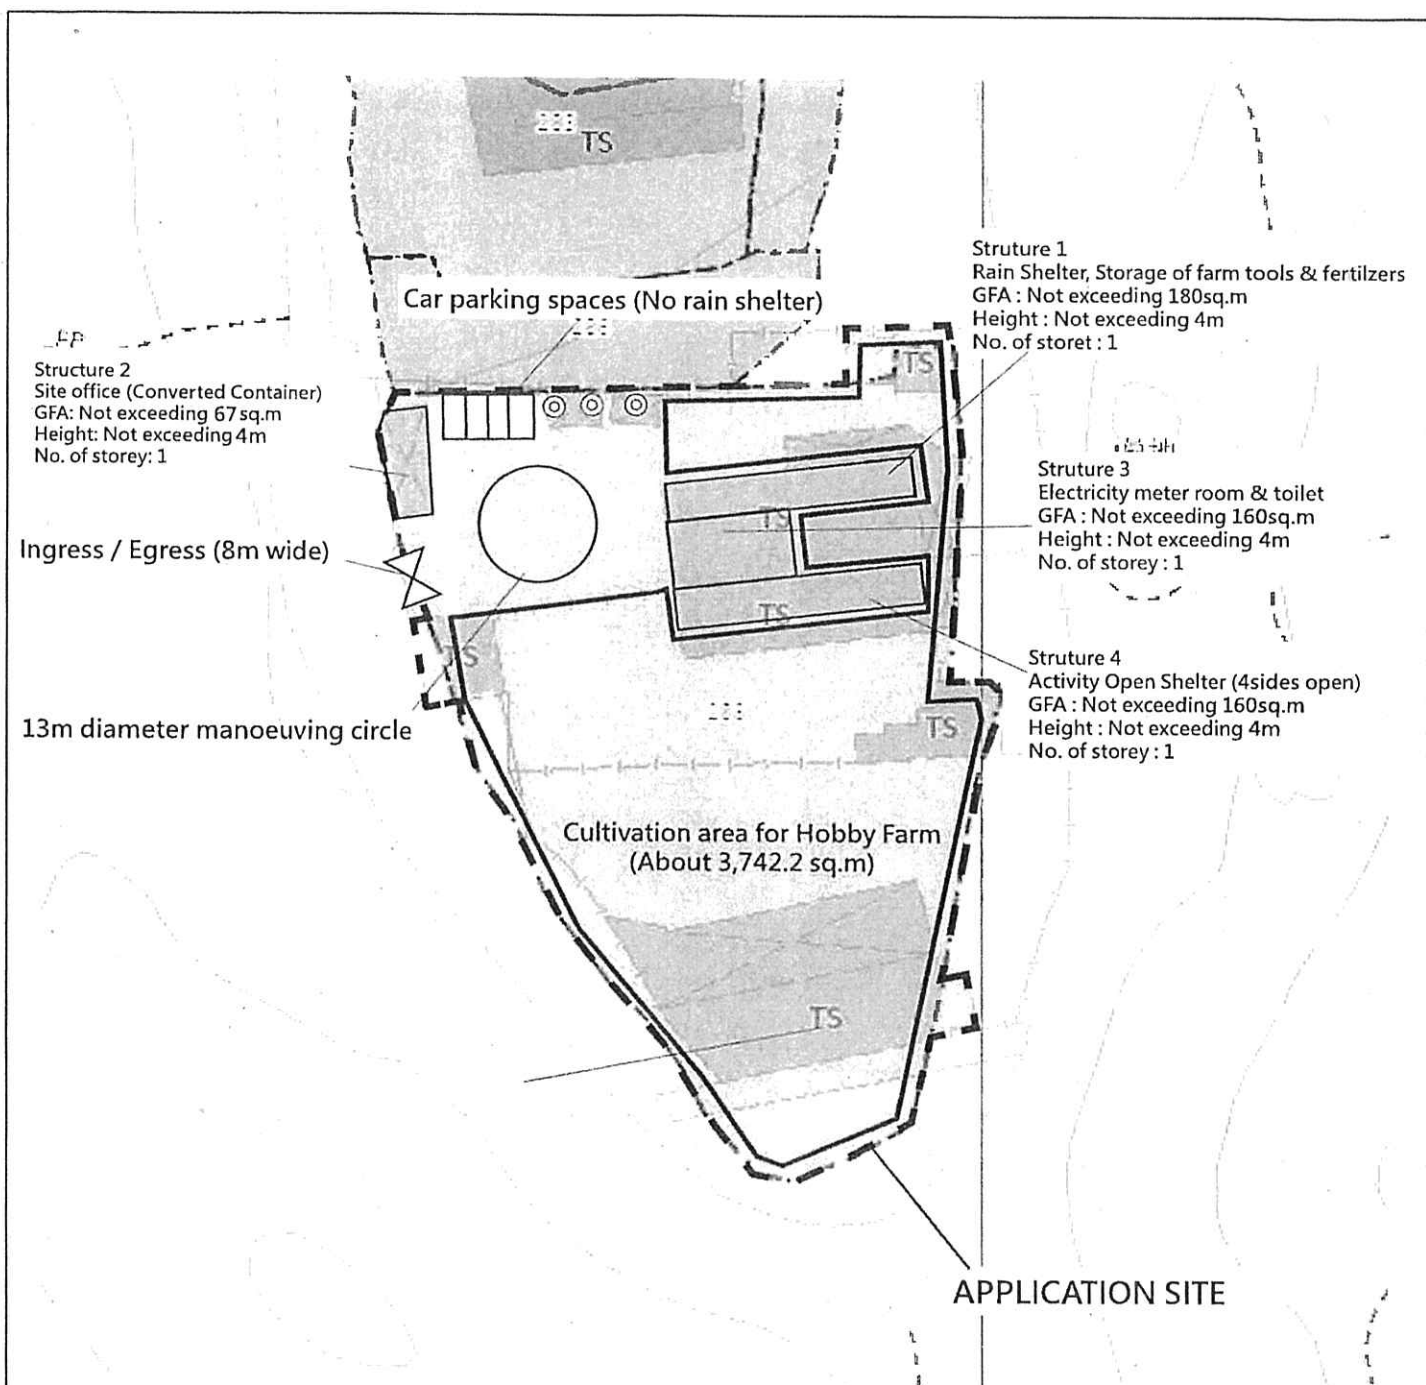 TS
Struture 1
Rain Shelter, Storage of farm tools & fertilzers
GFA : Not exceeding 180sq.m
Height : Not exceeding 4m
No. of storet : 1
Car parking spaces (No rain shelter)
TS
Structure 2
Site office (Converted Container)
GFA: Not exceeding 67sq.m
Height: Not exceeding 4m
No. of storey: 1
Struture 3
Electricity meter room & toilet
GFA : Not exceeding 160sq.m
Height : Not exceeding 4m
No. of storey : 1
TS
Ingress / Egress (8m wide)
TS
TS
Struture 4
Activity Open Shelter (4sides open)
GFA : Not exceeding 160sq.m
Height : Not exceeding 4m
No. of storey : 1
13m diameter manoeuving circle
TS
Cultivation area for Hobby Farm
(About 3,742.2 sq.m)
TS
APPLICATION SITE